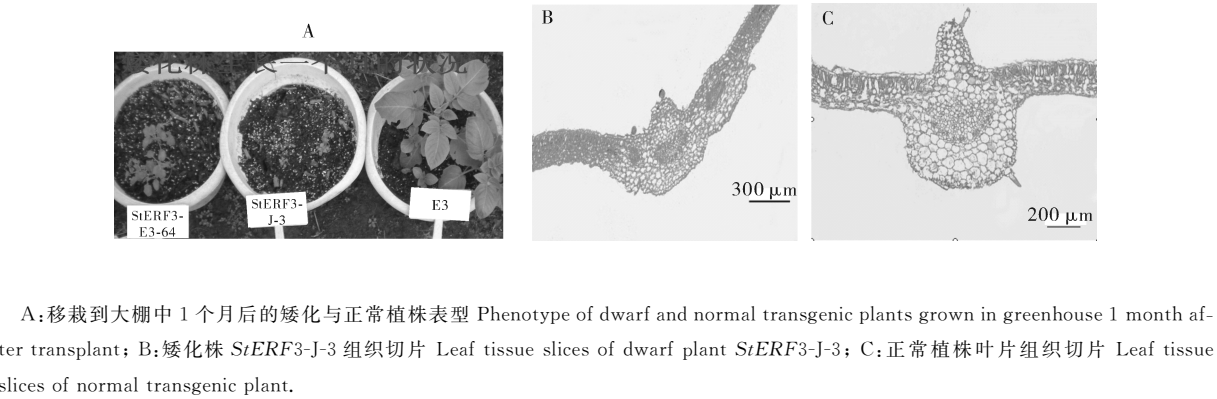 A
B
C
StERF3-
E3-64
StERF3-
J-3
E3
300 μm
200 μm
A:移栽到大棚中 1 个月后的矮化与正常植株表型 Phenotype of dwarf and normal transgenic plants grown in greenhouse 1 month af-
ter transplant; B:矮化株 StERF3-J-3 组织切片 Leaf tissue slices of dwarf plant StERF3-J-3; C:正常植株叶片组织切片 Leaf tissue
slices of normal transgenic plant.